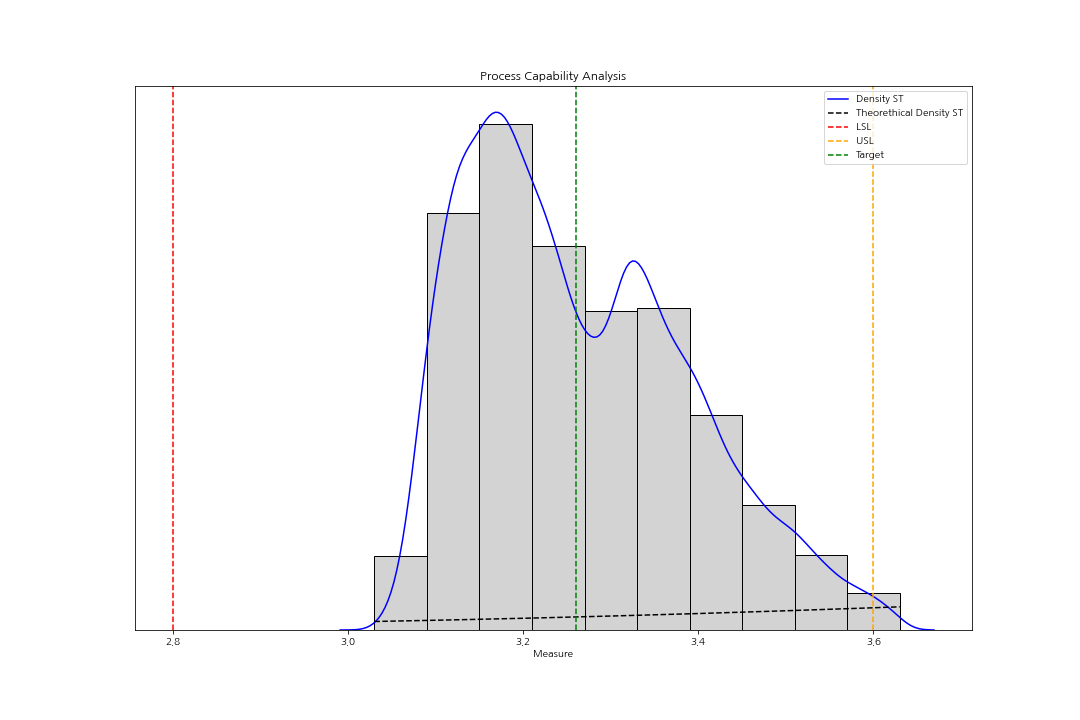 Process Capability Analysis
Density ST
Theorethical Density ST
LSL
USL
Target
2,8
3,0
3,2
3,4
3,6
Measure